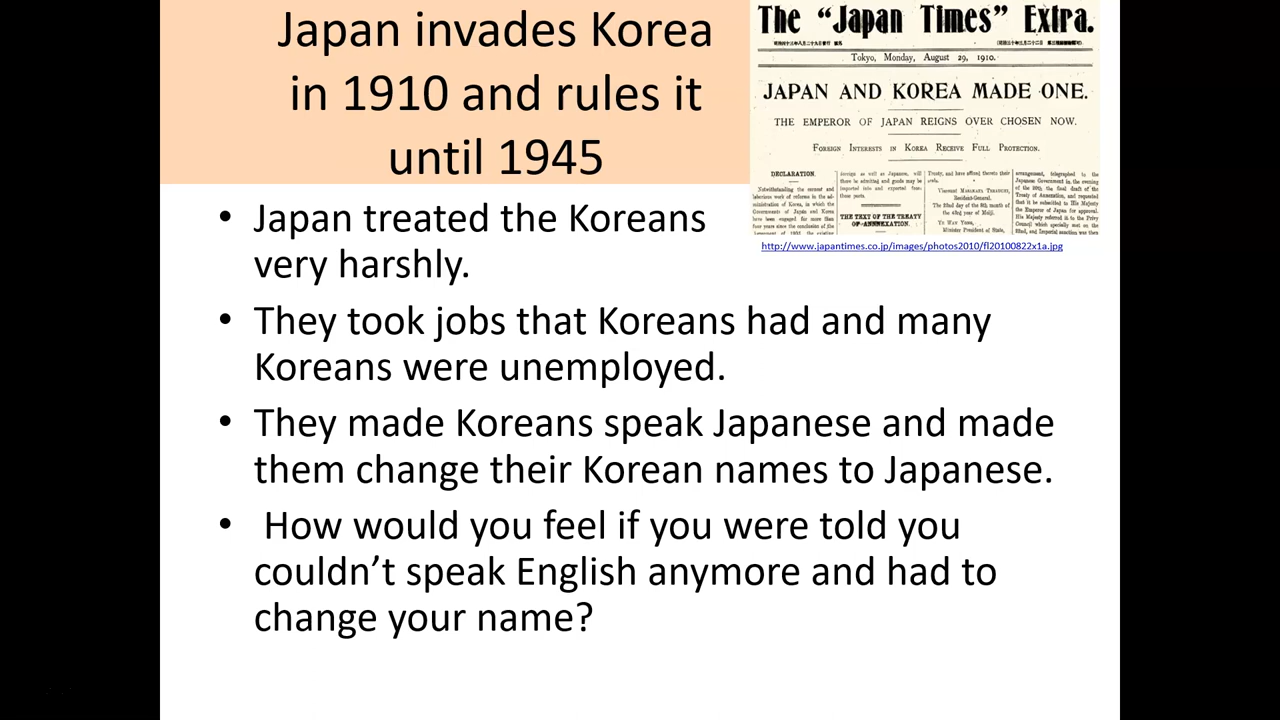 Japan invades Korea
in 1910 and rules it
until 1945
The “Japan Times” Extra.
Tokyo, Monday, August 29, 1910.
JAPAN AND KOREA MADE ONE.
THE EMPEROR OF JAPAN REIGNS OVER CHOSEN NOW.
FOREIGN INTERESTS IN KOREA RECEIVE FULL PROTECTION.
DECLARATION.
THE TEXT OF THE TREATY
OF ANNEXATION.
http://www.japantimes.co.jp/images/photos2010/fl20100822x1a.jpg
• Japan treated the Koreans
very harshly.
• They took jobs that Koreans had and many
Koreans were unemployed.
• They made Koreans speak Japanese and made
them change their Korean names to Japanese.
• How would you feel if you were told you
couldn’t speak English anymore and had to
change your name?